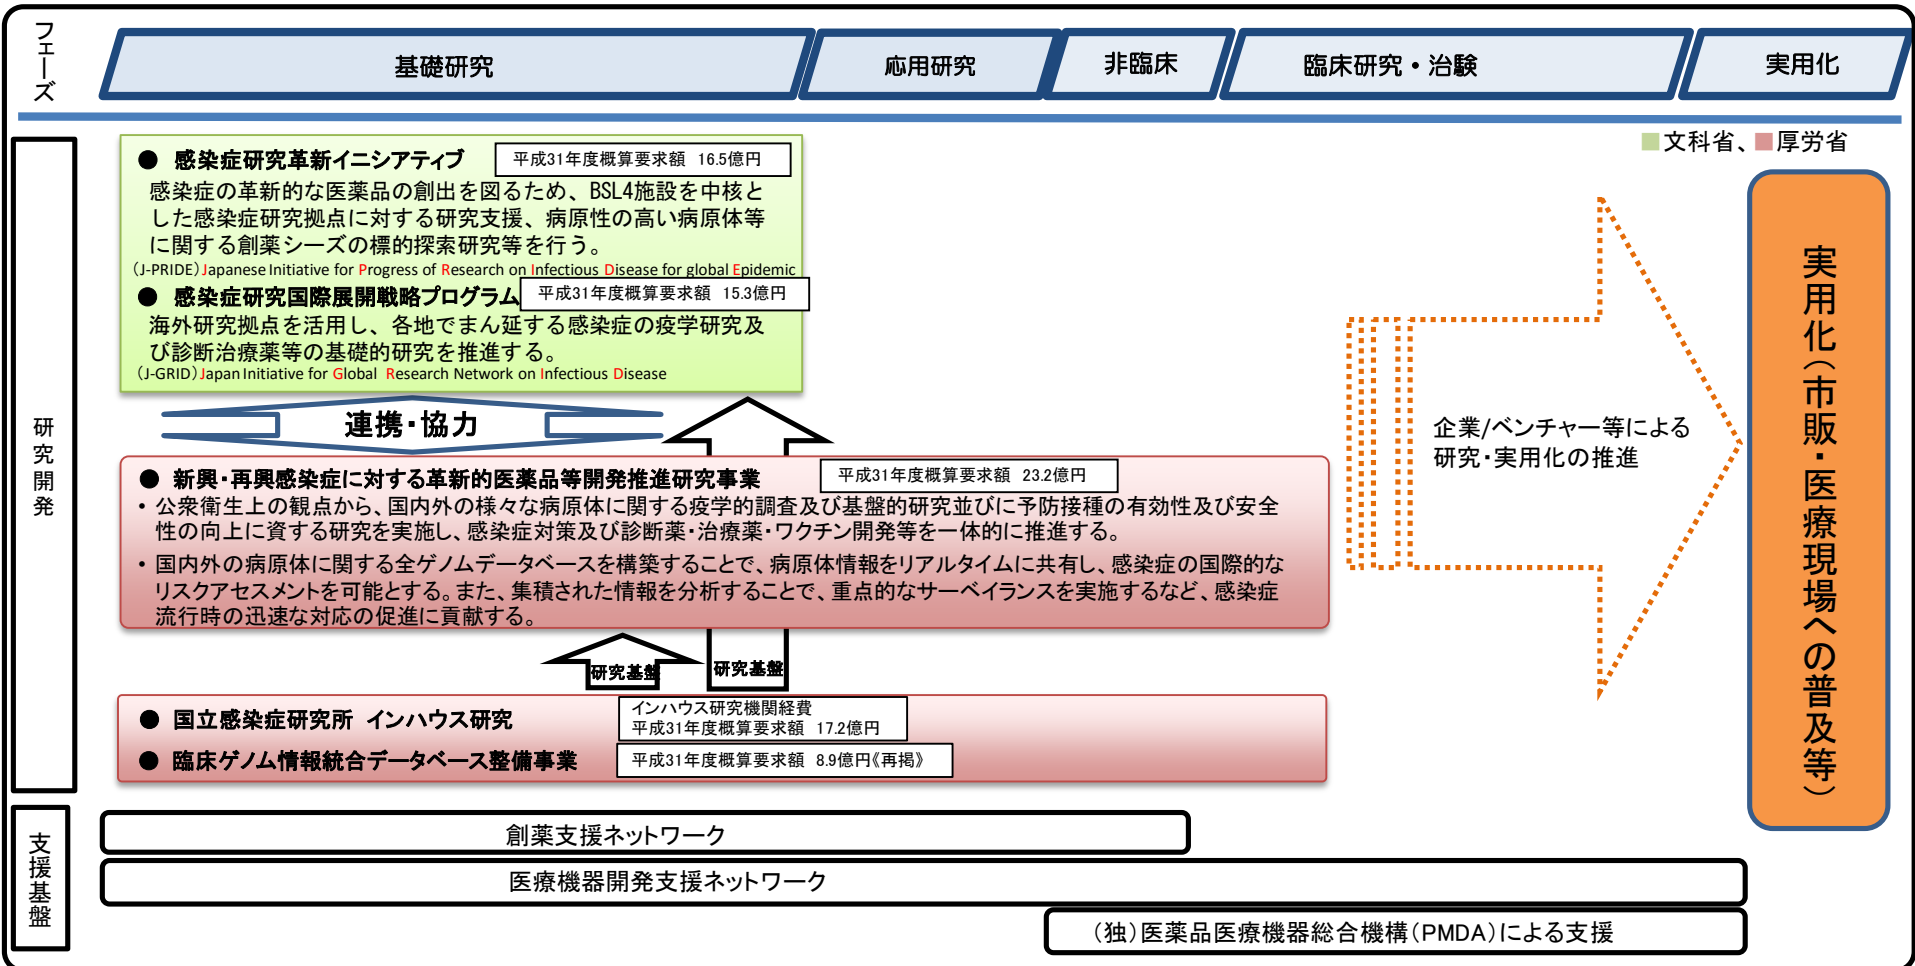 フェーズ
基礎研究
応用研究
非臨床
臨床研究・治験
実用化
■文科省、■厚労省
研究開発
● 感染症研究革新イニシアティブ
平成31年度概算要求額 16.5億円
感染症の革新的な医薬品の創出を図るため、BSL4施設を中核と
した感染症研究拠点に対する研究支援、病原性の高い病原体等
に関する創薬シーズの標的探索研究等を行う。
(J-PRIDE)Japanese Initiative for Progress of Research on Infectious Disease for global Epidemic
● 感染症研究国際展開戦略プログラム
平成31年度概算要求額 15.3億円
海外研究拠点を活用し、各地でまん延する感染症の疫学研究及
び診断治療薬等の基礎的研究を推進する。
(J-GRID)Japan Initiative for Global Research Network on Infectious Disease
連携・協力
● 新興・再興感染症に対する革新的医薬品等開発推進研究事業
平成31年度概算要求額 23.2億円
・公衆衛生上の観点から、国内外の様々な病原体に関する疫学的調査及び基盤的研究並びに予防接種の有効性及び安全
性の向上に資する研究を実施し、感染症対策及び診断薬・治療薬・ワクチン開発等を一体的に推進する。
・国内外の病原体に関する全ゲノムデータベースを構築することで、病原体情報をリアルタイムに共有し、感染症の国際的な
リスクアセスメントを可能とする。また、集積された情報を分析することで、重点的なサーベイランスを実施するなど、感染症
流行時の迅速な対応の促進に貢献する。
研究基盤
研究基盤
● 国立感染症研究所 インハウス研究
インハウス研究機関経費
平成31年度概算要求額 17.2億円
● 臨床ゲノム情報統合データベース整備事業
平成31年度概算要求額 8.9億円《再掲》
企業/ベンチャー等による
研究・実用化の推進
実用化(市販・医療現場への普及等)
支援基盤
創薬支援ネットワーク
医療機器開発支援ネットワーク
(独)医薬品医療機器総合機構(PMDA)による支援